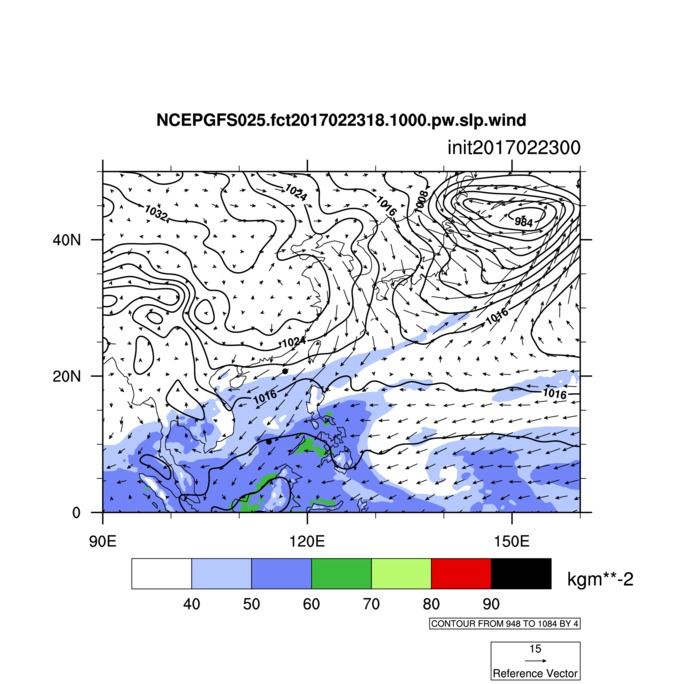 NCEPGFS025.fct2017022318.1000.pw.slp.wind
init2017022300
1032
1024
1016
1008
984
40N
1016
1024
20N
1016
1016
0
90E 120E 150E
kgm**-2
40 50 60 70 80 90
CONTOUR FROM 948 TO 1084 BY 4
15
Reference Vector